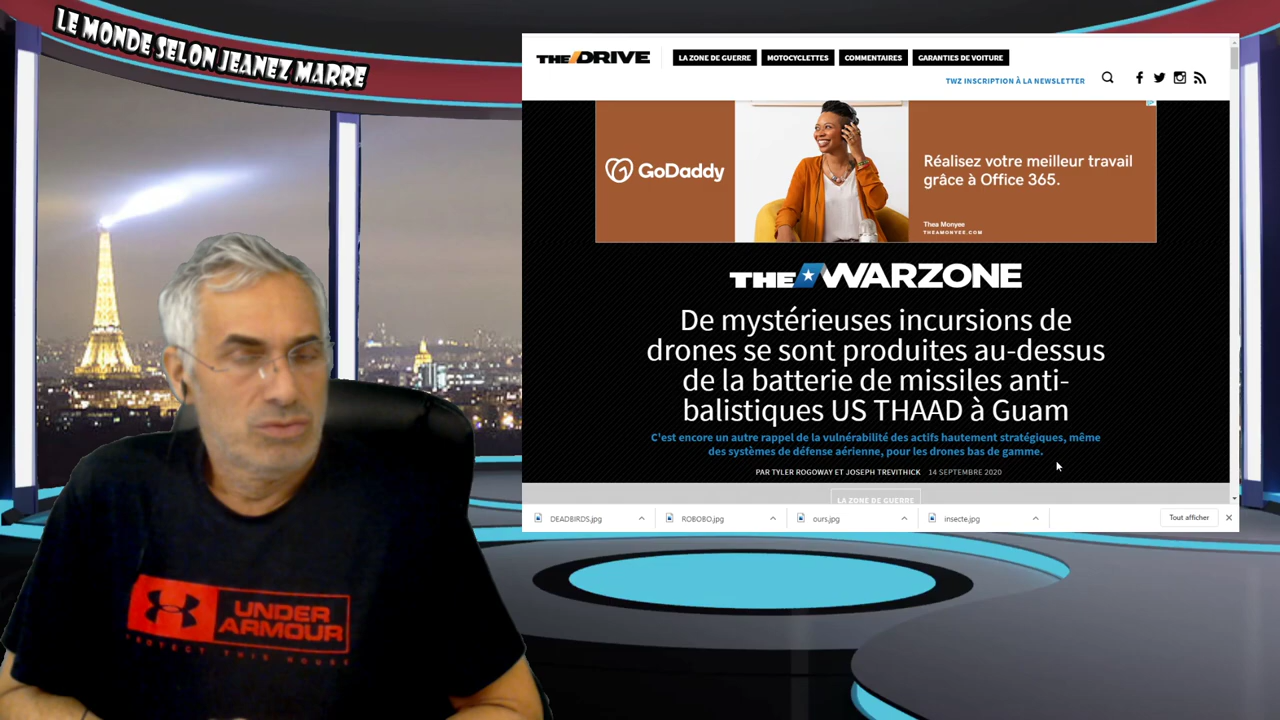 LE MONDE SELON JEANEZ MARRE
THE DRIVE
LA ZONE DE GUERRE
MOTOCYCLETTES
COMMENTAIRES
GARANTIES DE VOITURE
TWZ INSCRIPTION À LA NEWSLETTER
GoDaddy
Réalisez votre meilleur travail
grâce à Office 365.
Thea Monyee
THEAMONYEE.COM
THE WARZONE
De mystérieuses incursions de
drones se sont produites au-dessus
de la batterie de missiles anti-
balistiques US THAAD à Guam
C'est encore un autre rappel de la vulnérabilité des actifs hautement stratégiques, même
des systèmes de défense aérienne, pour les drones bas de gamme.
PAR TYLER ROGOWAY ET JOSEPH TREVITHICK 14 SEPTEMBRE 2020
LA ZONE DE GUERRE
DEADBIRDS.jpg
ROBOBO.jpg
ours.jpg
insecte.jpg
Tout afficher
UNDER
ARMOUR
PROTECT THIS HOUSE